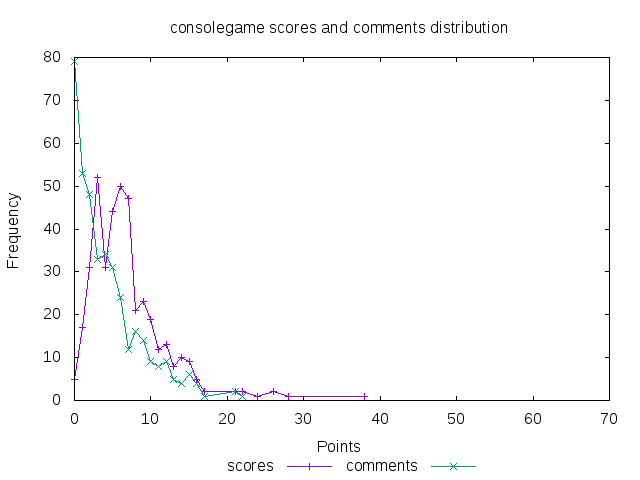 consolegame scores and comments distribution
80
70
60
50
40
30
20
10
0
Frequency
0 10 20 30 40 50 60 70
Points
scores comments